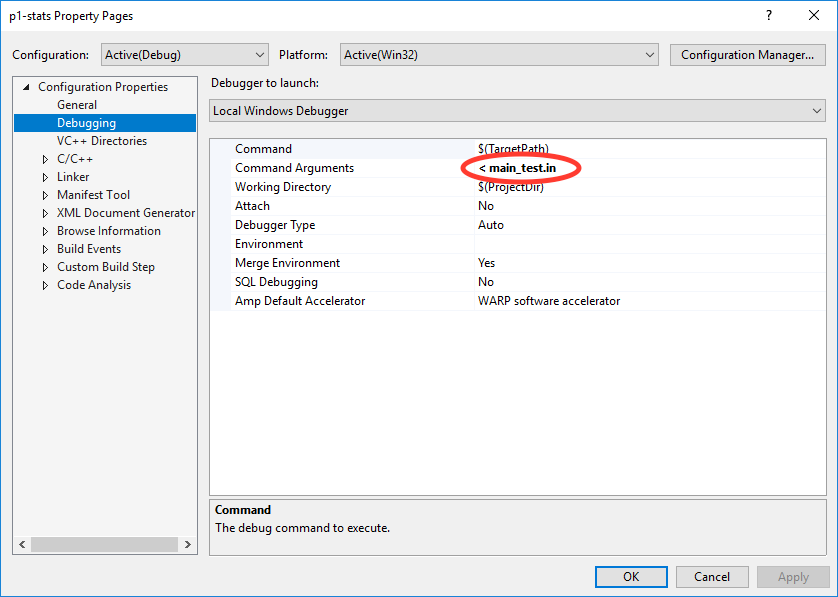 p1-stats Property Pages
?
Configuration: Active(Debug) Platform: Active(Win32) Configuration Manager...
Configuration Properties
General
Debugging
VC++ Directories
C/C++
Linker
Manifest Tool
XML Document Generator
Browse Information
Build Events
Custom Build Step
Code Analysis
Debugger to launch:
Local Windows Debugger
Command $(TargetPath)
Command Arguments < main_test.in
Working Directory $(ProjectDir)
Attach No
Debugger Type Auto
Environment
Merge Environment Yes
SQL Debugging No
Amp Default Accelerator WARP software accelerator
Command
The debug command to execute.
OK Cancel Apply